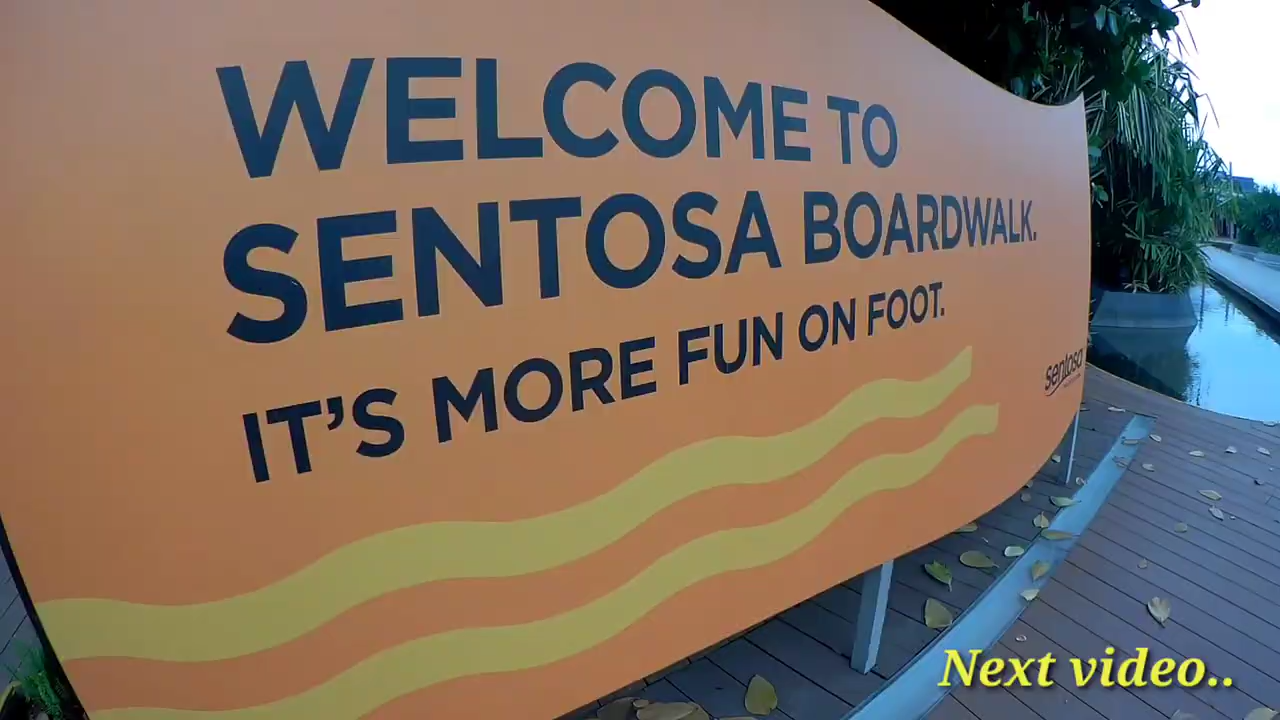 WELCOME TO
SENTOSA BOARDWALK.
IT'S MORE FUN ON FOOT.
sentosa
Next video..